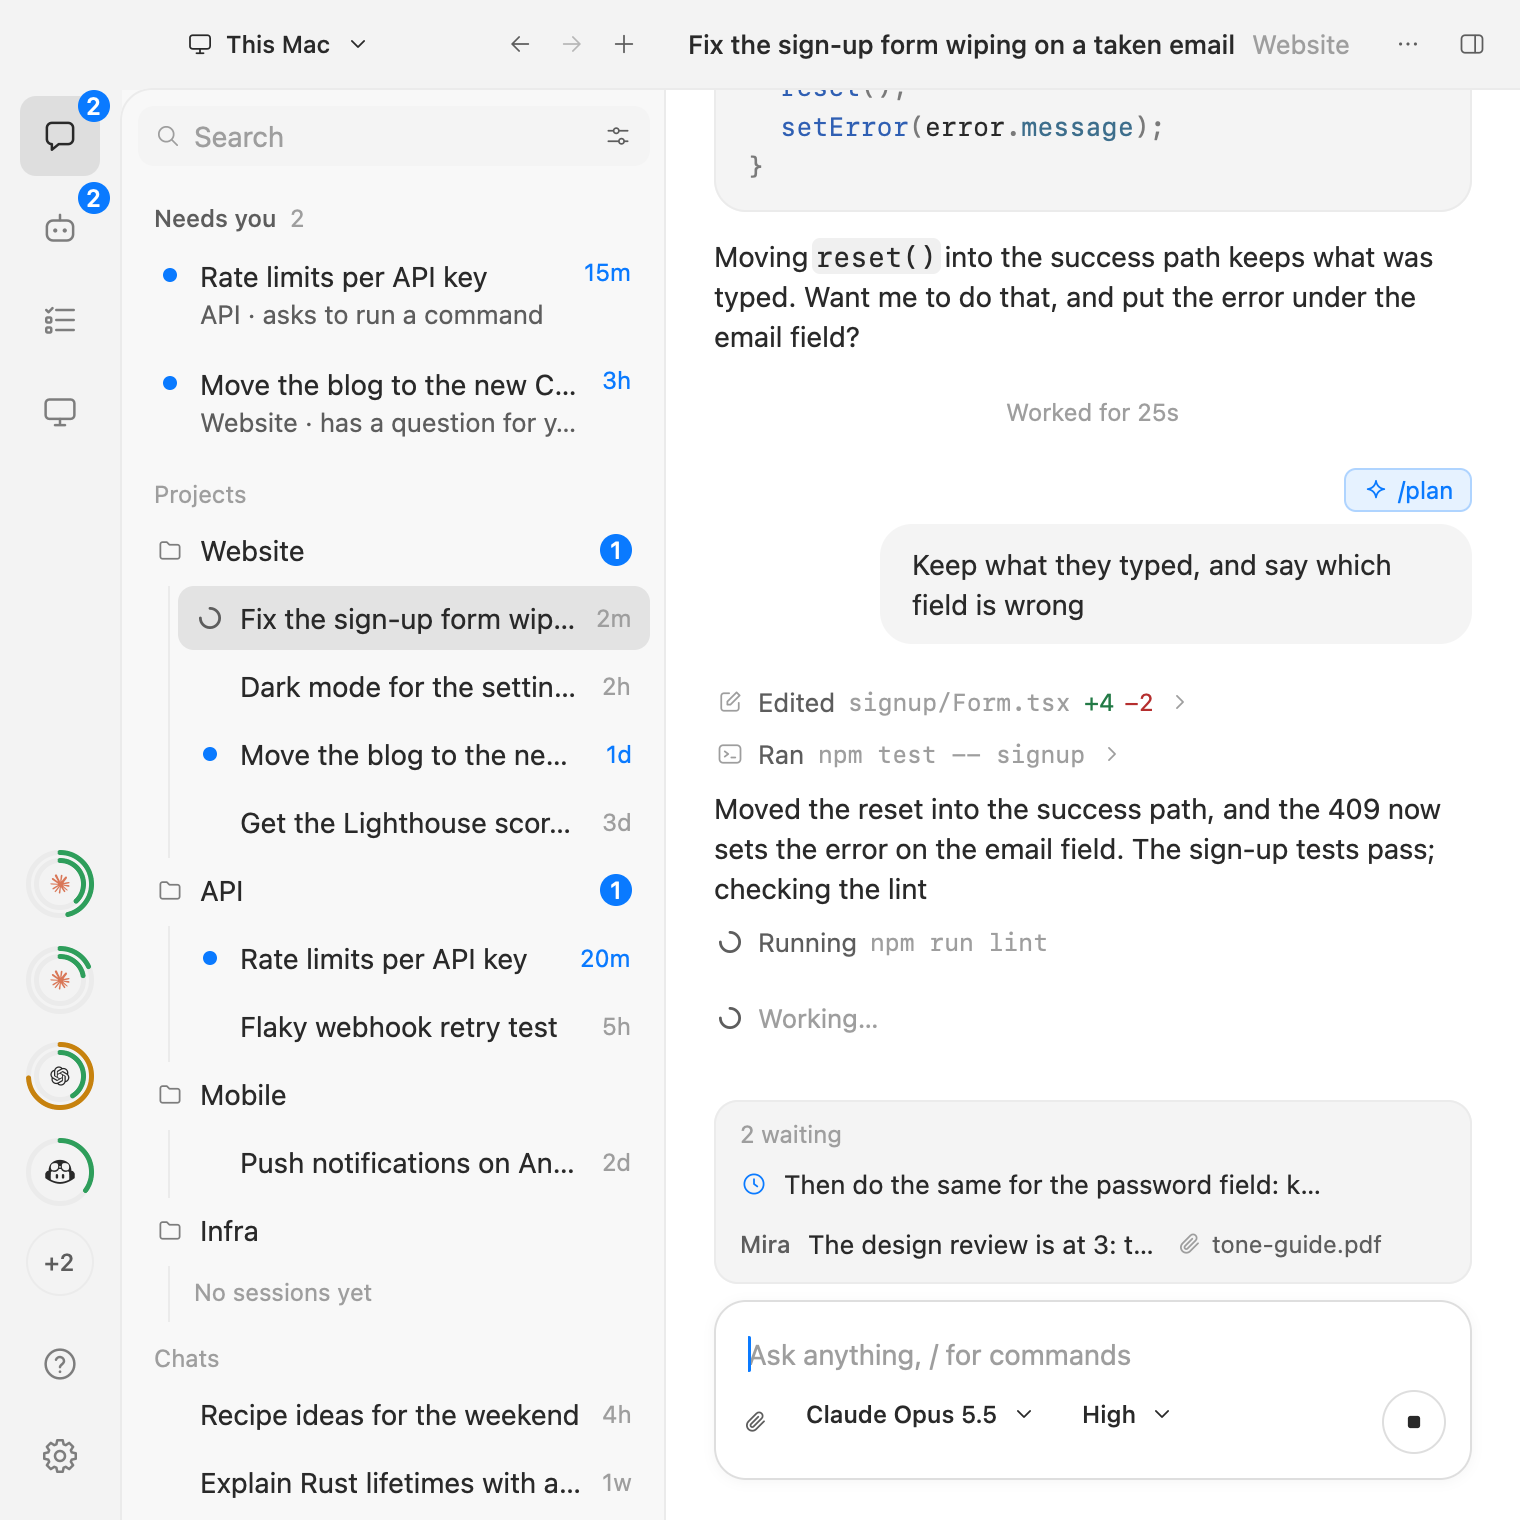 This Mac
Fix the sign-up form wiping on a taken email Website
2
2
Search
Needs you 2
Rate limits per API key 15m
API · asks to run a command
Move the blog to the new C... 3h
Website · has a question for y...
Projects
Website 1
Fix the sign-up form wip... 2m
Dark mode for the settin... 2h
Move the blog to the ne... 1d
Get the Lighthouse scor... 3d
API 1
Rate limits per API key 20m
Flaky webhook retry test 5h
Mobile
Push notifications on An... 2d
Infra
No sessions yet
Chats
Recipe ideas for the weekend 4h
Explain Rust lifetimes with a... 1w
+2
reset();
setError(error.message);
}
Moving reset() into the success path keeps what was
typed. Want me to do that, and put the error under the
email field?
Worked for 25s
/plan
Keep what they typed, and say which
field is wrong
Edited signup/Form.tsx +4 −2
Ran npm test -- signup
Moved the reset into the success path, and the 409 now
sets the error on the email field. The sign-up tests pass;
checking the lint
Running npm run lint
Working...
2 waiting
Then do the same for the password field: k...
Mira The design review is at 3: t... tone-guide.pdf
Ask anything, / for commands
Claude Opus 5.5 High